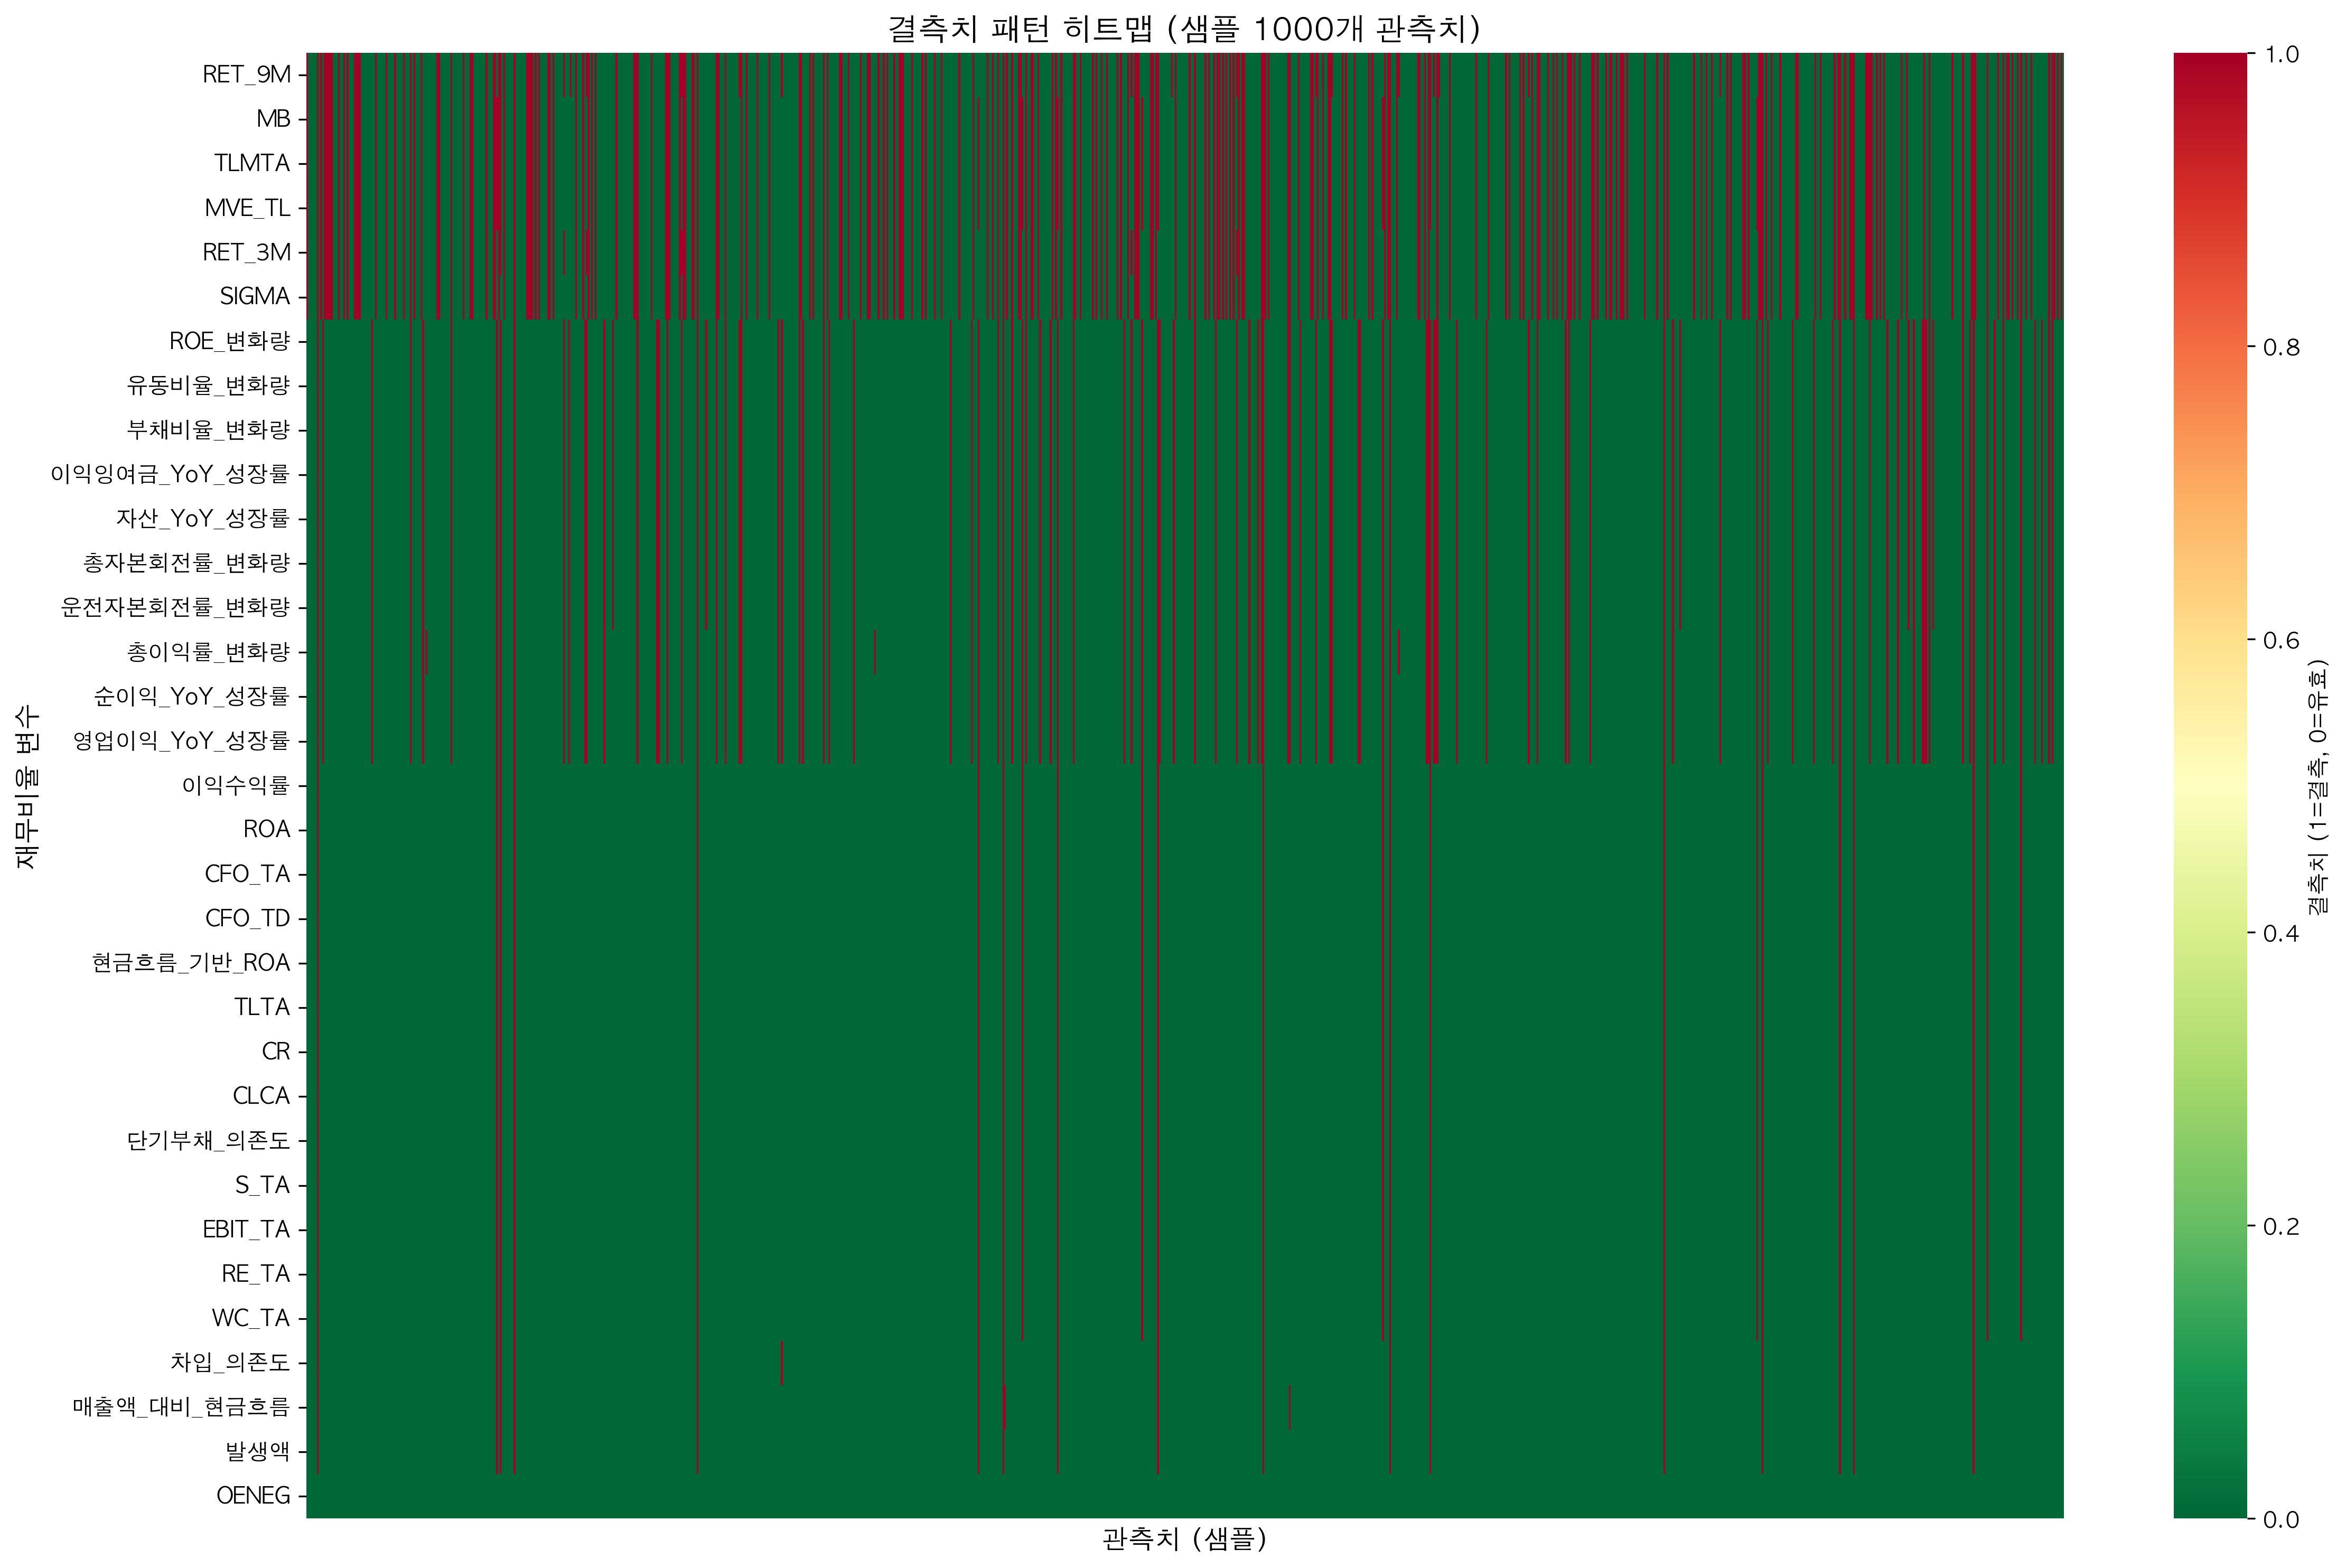 결측치 패턴 히트맵 (샘플 1000개 관측치)
RET_9M
MB
TLMTA
MVE_TL
RET_3M
SIGMA
ROE_변화량
유동비율_변화량
부채비율_변화량
이익잉여금_YoY_성장률
자산_YoY_성장률
총자본회전률_변화량
운전자본회전률_변화량
총이익률_변화량
순이익_YoY_성장률
영업이익_YoY_성장률
이익수익률
ROA
CFO_TA
CFO_TD
현금흐름_기반_ROA
TLTA
CR
CLCA
단기부채_의존도
S_TA
EBIT_TA
RE_TA
WC_TA
차입_의존도
매출액_대비_현금흐름
발생액
OENEG
재무비율 변수
관측치 (샘플)
1.0
0.8
0.6
0.4
0.2
0.0
결측치 (1=결측, 0=유효)